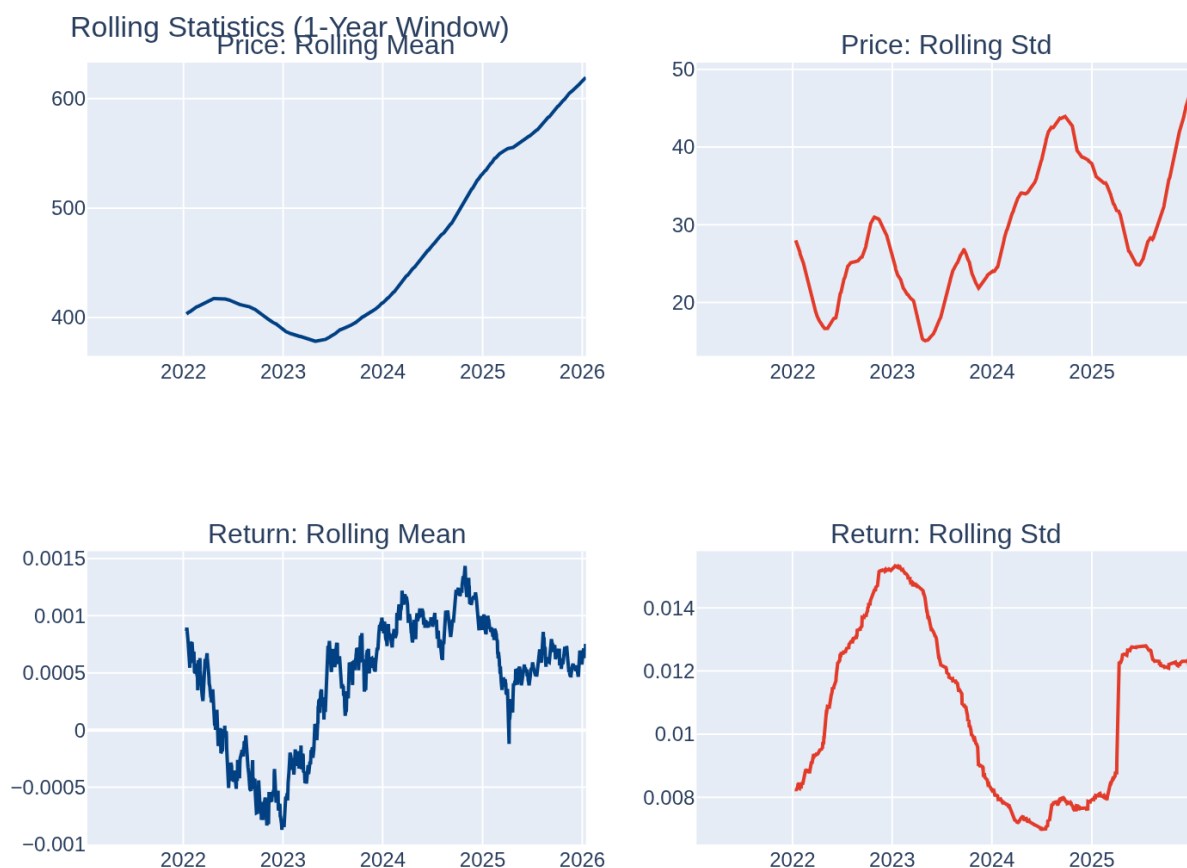 Rolling Statistics (1-Year Window)
Price: Rolling Mean
Price: Rolling Std
600
500
400
2022 2023 2024 2025 2026
50
40
30
20
2022 2023 2024 2025
Return: Rolling Mean
Return: Rolling Std
0.0015
0.001
0.0005
0
−0.0005
−0.001
2022 2023 2024 2025 2026
0.014
0.012
0.01
0.008
2022 2023 2024 2025